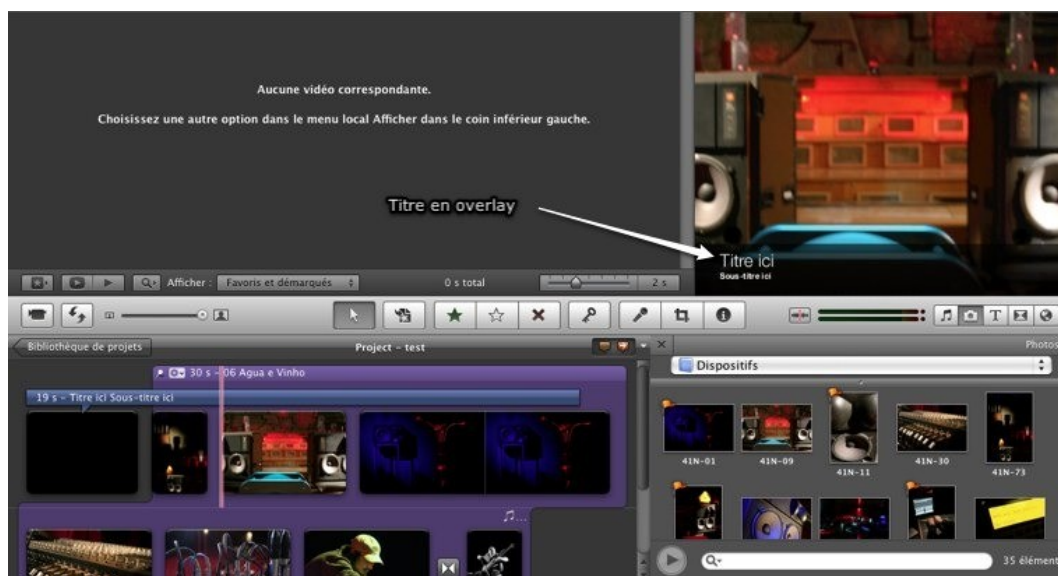 Aucune vidéo correspondante.
Choisissez une autre option dans le menu local Afficher dans le coin inférieur gauche.
Titre en overlay
Titre ici
Sous-titre ici
Afficher : Favoris et démarqués
0 s total
2 s
Bibliothèque de projets
Project - test
Photos
30 s - 06 Agua e Vinho
Dispositifs
19 s - Titre ici Sous-titre ici
41N-01
41N-09
41N-11
41N-30
41N-73
35 élément